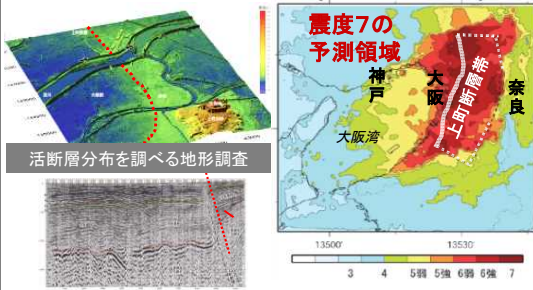 活断層分布を調べる地形調査
震度7の
予測領域
神戸
大阪
上町断層帯
奈良
大阪湾
13500'
13530'
3 4 5弱 5強 6弱 6強 7